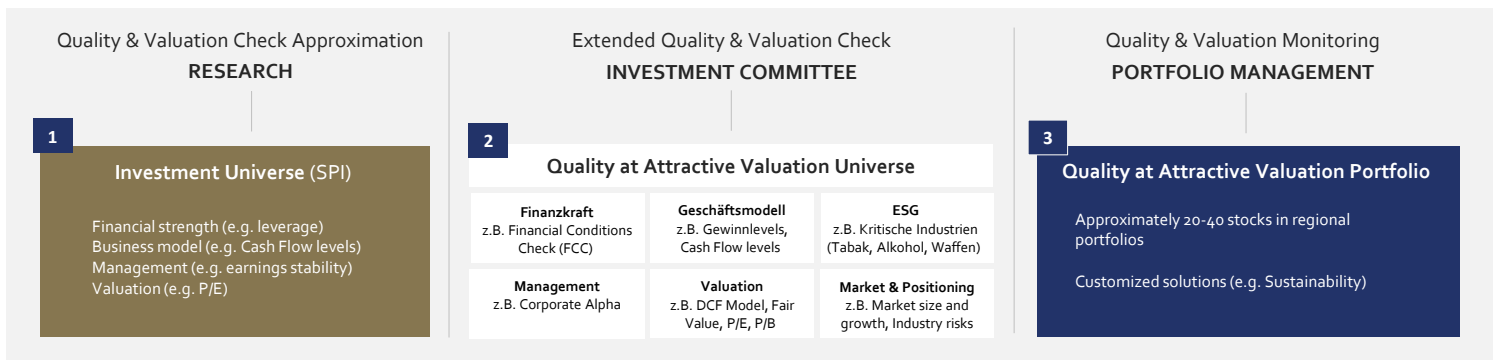 Quality & Valuation Check Approximation
RESEARCH
1
Investment Universe (SPI)
Financial strength (e.g. leverage)
Business model (e.g. Cash Flow levels)
Management (e.g. earnings stability)
Valuation (e.g. P/E)
Extended Quality & Valuation Check
INVESTMENT COMMITTEE
2
Quality at Attractive Valuation Universe
Finanzkraft
z.B. Financial Conditions
Check (FCC)
Geschäftsmodell
z.B. Gewinnlevels,
Cash Flow levels
ESG
z.B. Kritische Industrien
(Tabak, Alkohol, Waffen)
Management
z.B. Corporate Alpha
Valuation
z.B. DCF Model, Fair
Value, P/E, P/B
Market & Positioning
z.B. Market size and
growth, Industry risks
Quality & Valuation Monitoring
PORTFOLIO MANAGEMENT
3
Quality at Attractive Valuation Portfolio
Approximately 20-40 stocks in regional
portfolios
Customized solutions (e.g. Sustainability)